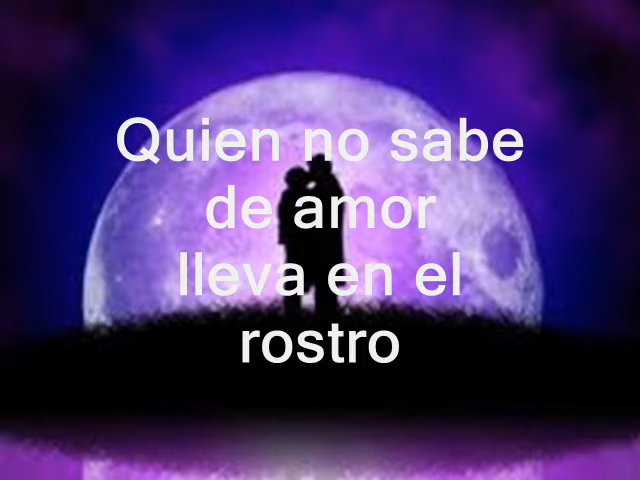 Quien no sabe
de amor
lleva en el
rostro